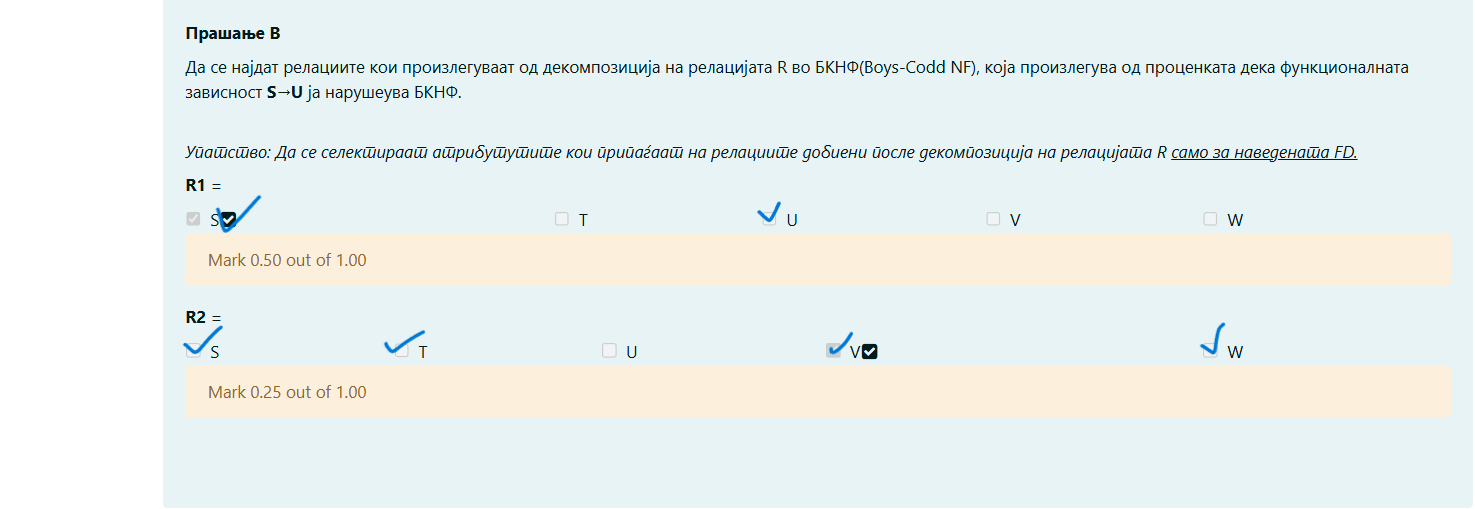 Прашање В
Да се најдат релациите кои произлегуваат од декомпозиција на релацијата R во БКНФ(Boys-Codd NF), која произлегува од проценката дека функционалната
зависност S→U ја нарушеува БКНФ.
Упатство: Да се селектираат атрибутутите кои припаѓаат на релациите добиени после декомпозиција на релацијата R само за наведената FD.
R1 =
S T U V W
Mark 0.50 out of 1.00
R2 =
S T U V W
Mark 0.25 out of 1.00